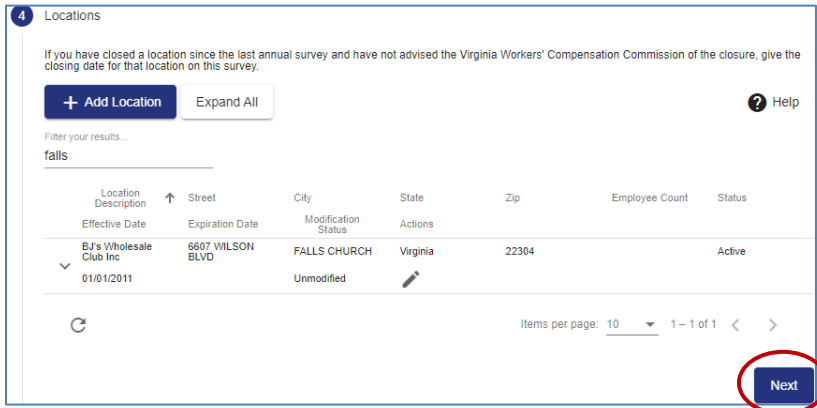 4 Locations
If you have closed a location since the last annual survey and have not advised the Virginia Workers' Compensation Commission of the closure, give the
closing date for that location on this survey.
+ Add Location Expand All ? Help
Filter your results...
falls
Location Description ↑ Street City State Zip Employee Count Status
Effective Date Expiration Date Modification Status Actions
BJ's Wholesale Club Inc 6607 WILSON BLVD FALLS CHURCH Virginia 22304 Active
01/01/2011 Unmodified
Items per page: 10 1 – 1 of 1 < >
Next